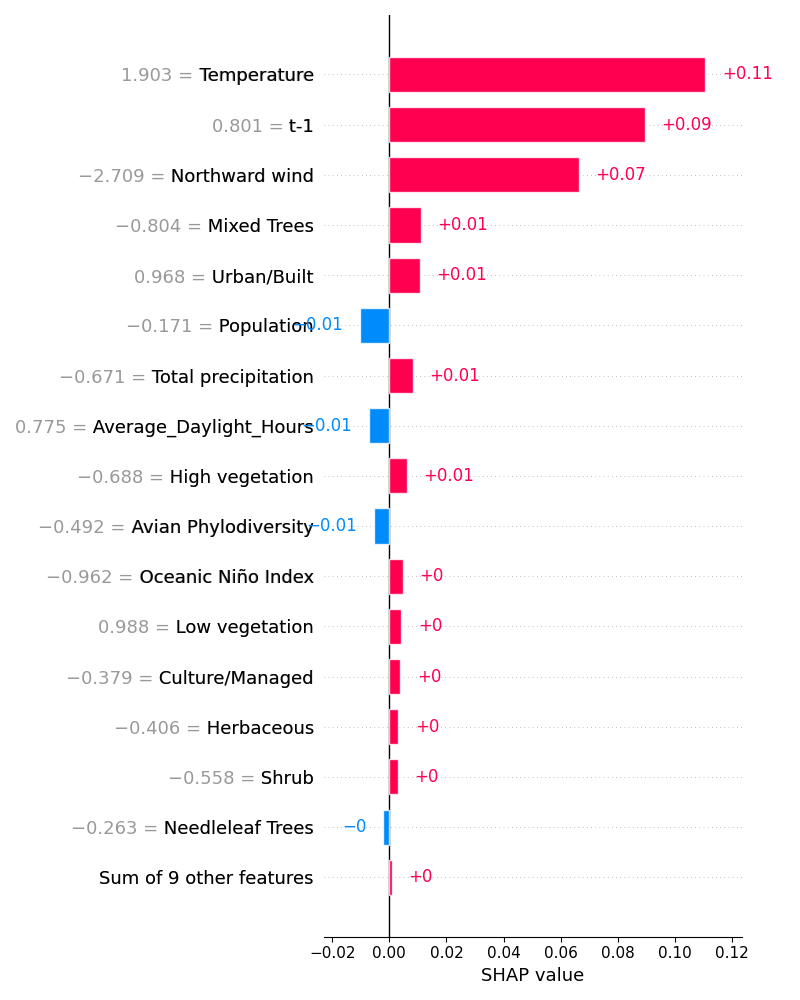 1.903 = Temperature +0.11
0.801 = t-1 +0.09
−2.709 = Northward wind +0.07
−0.804 = Mixed Trees +0.01
0.968 = Urban/Built +0.01
−0.171 = Population −0.01
−0.671 = Total precipitation +0.01
0.775 = Average_Daylight_Hours −0.01
−0.688 = High vegetation +0.01
−0.492 = Avian Phylodiversity −0.01
−0.962 = Oceanic Niño Index +0
0.988 = Low vegetation +0
−0.379 = Culture/Managed +0
−0.406 = Herbaceous +0
−0.558 = Shrub +0
−0.263 = Needleleaf Trees −0
Sum of 9 other features +0
−0.02 0.00 0.02 0.04 0.06 0.08 0.10 0.12
SHAP value